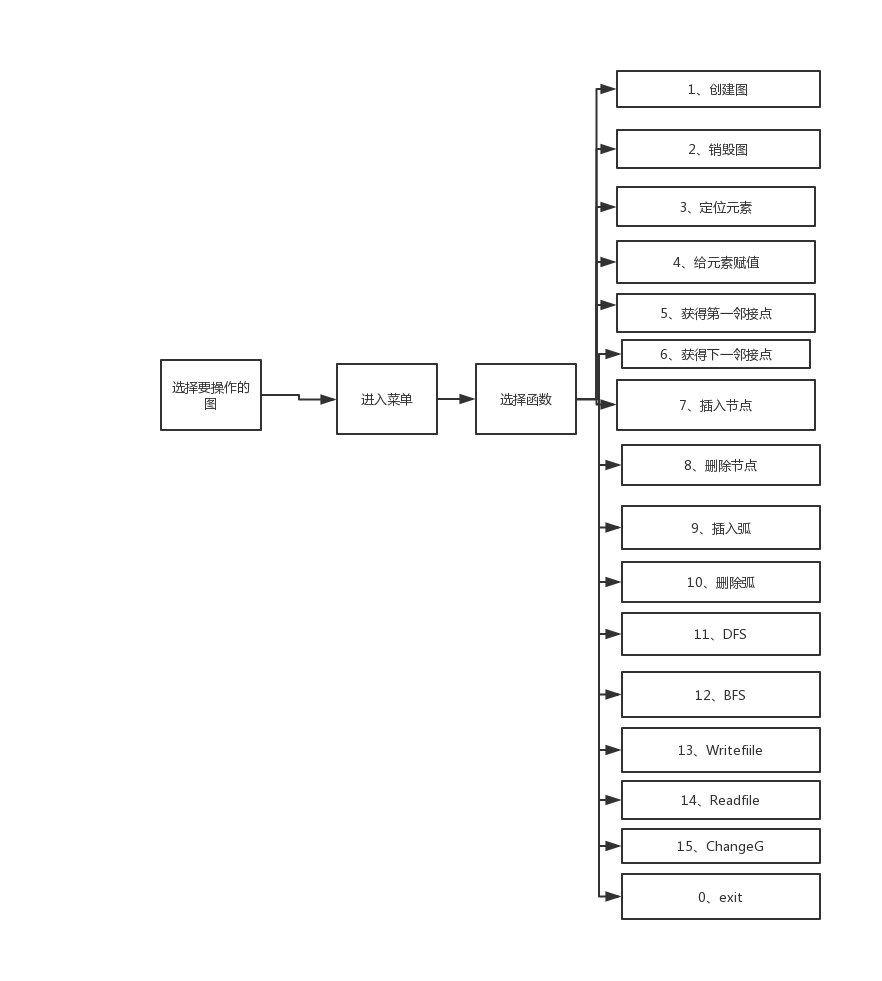 选择要操作的
图
进入菜单
选择函数
1、创建图
2、销毁图
3、定位元素
4、给元素赋值
5、获得第一邻接点
6、获得下一邻接点
7、插入节点
8、删除节点
9、插入弧
10、删除弧
11、DFS
12、BFS
13、Writefiile
14、Readfile
15、ChangeG
0、exit